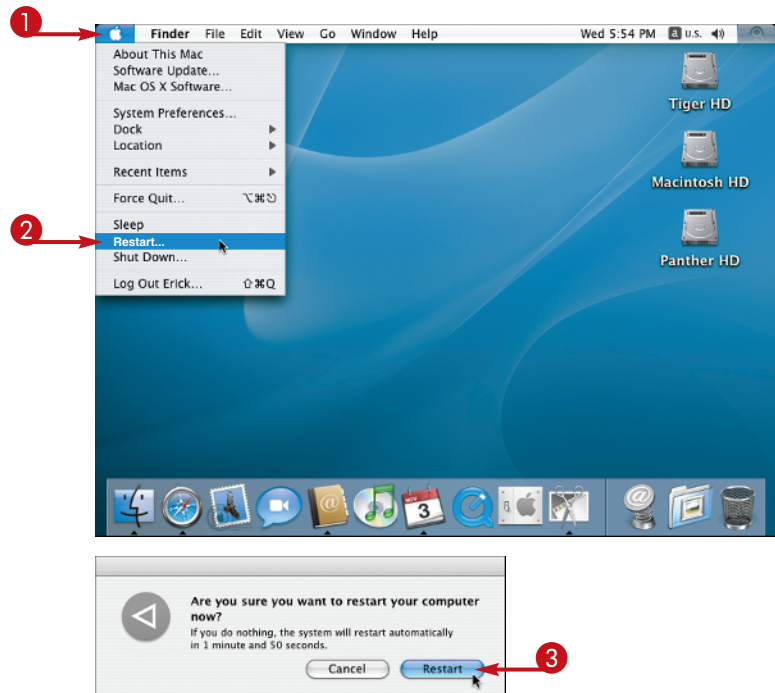 1
Finder File Edit View Go Window Help Wed 5:54 PM a U.S.
About This Mac
Software Update...
Mac OS X Software...
System Preferences...
Dock
Location
Recent Items
Force Quit... ⌥⌘⎋
Sleep
2
Restart...
Shut Down...
Log Out Erick... ⇧⌘Q
Tiger HD
Macintosh HD
Panther HD
NOV
3
@
Are you sure you want to restart your computer
now?
If you do nothing, the system will restart automatically
in 1 minute and 50 seconds.
Cancel Restart
3